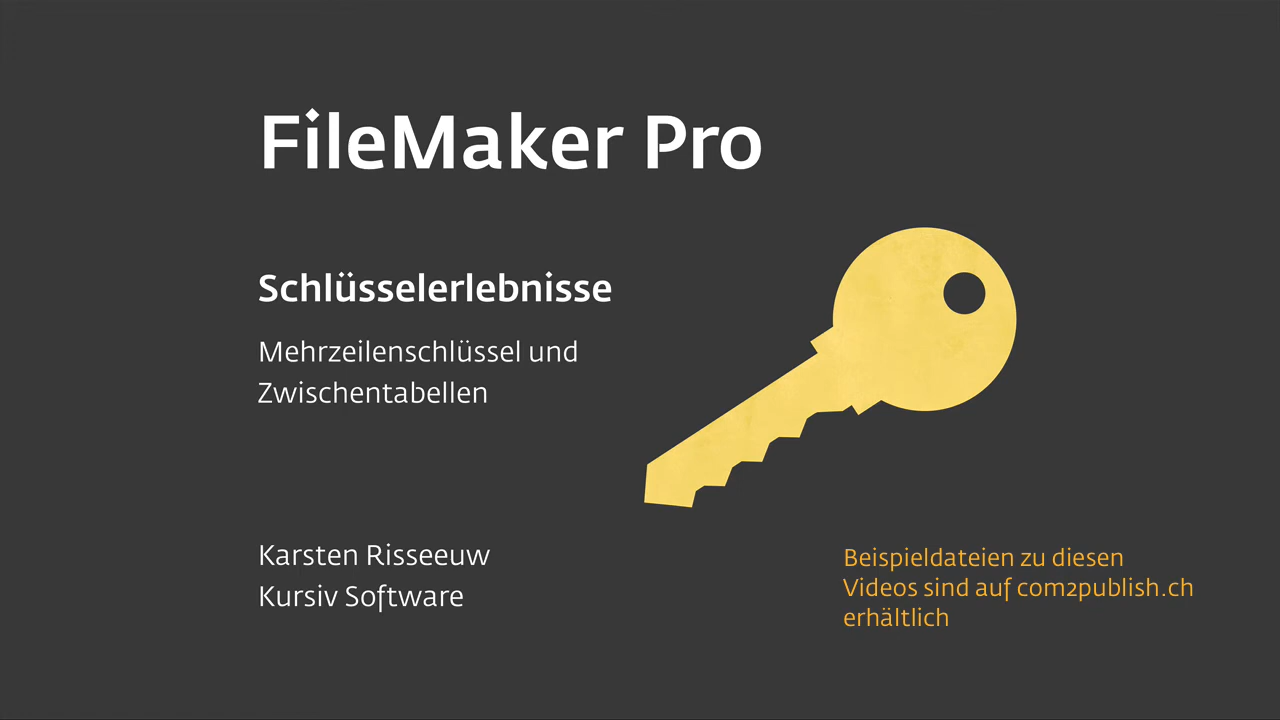 FileMaker Pro
Schlüsselerlebnisse
Mehrzeilenschlüssel und
Zwischentabellen
Karsten Risseeuw
Kursiv Software
Beispieldateien zu diesen
Videos sind auf com2publish.ch
erhältlich